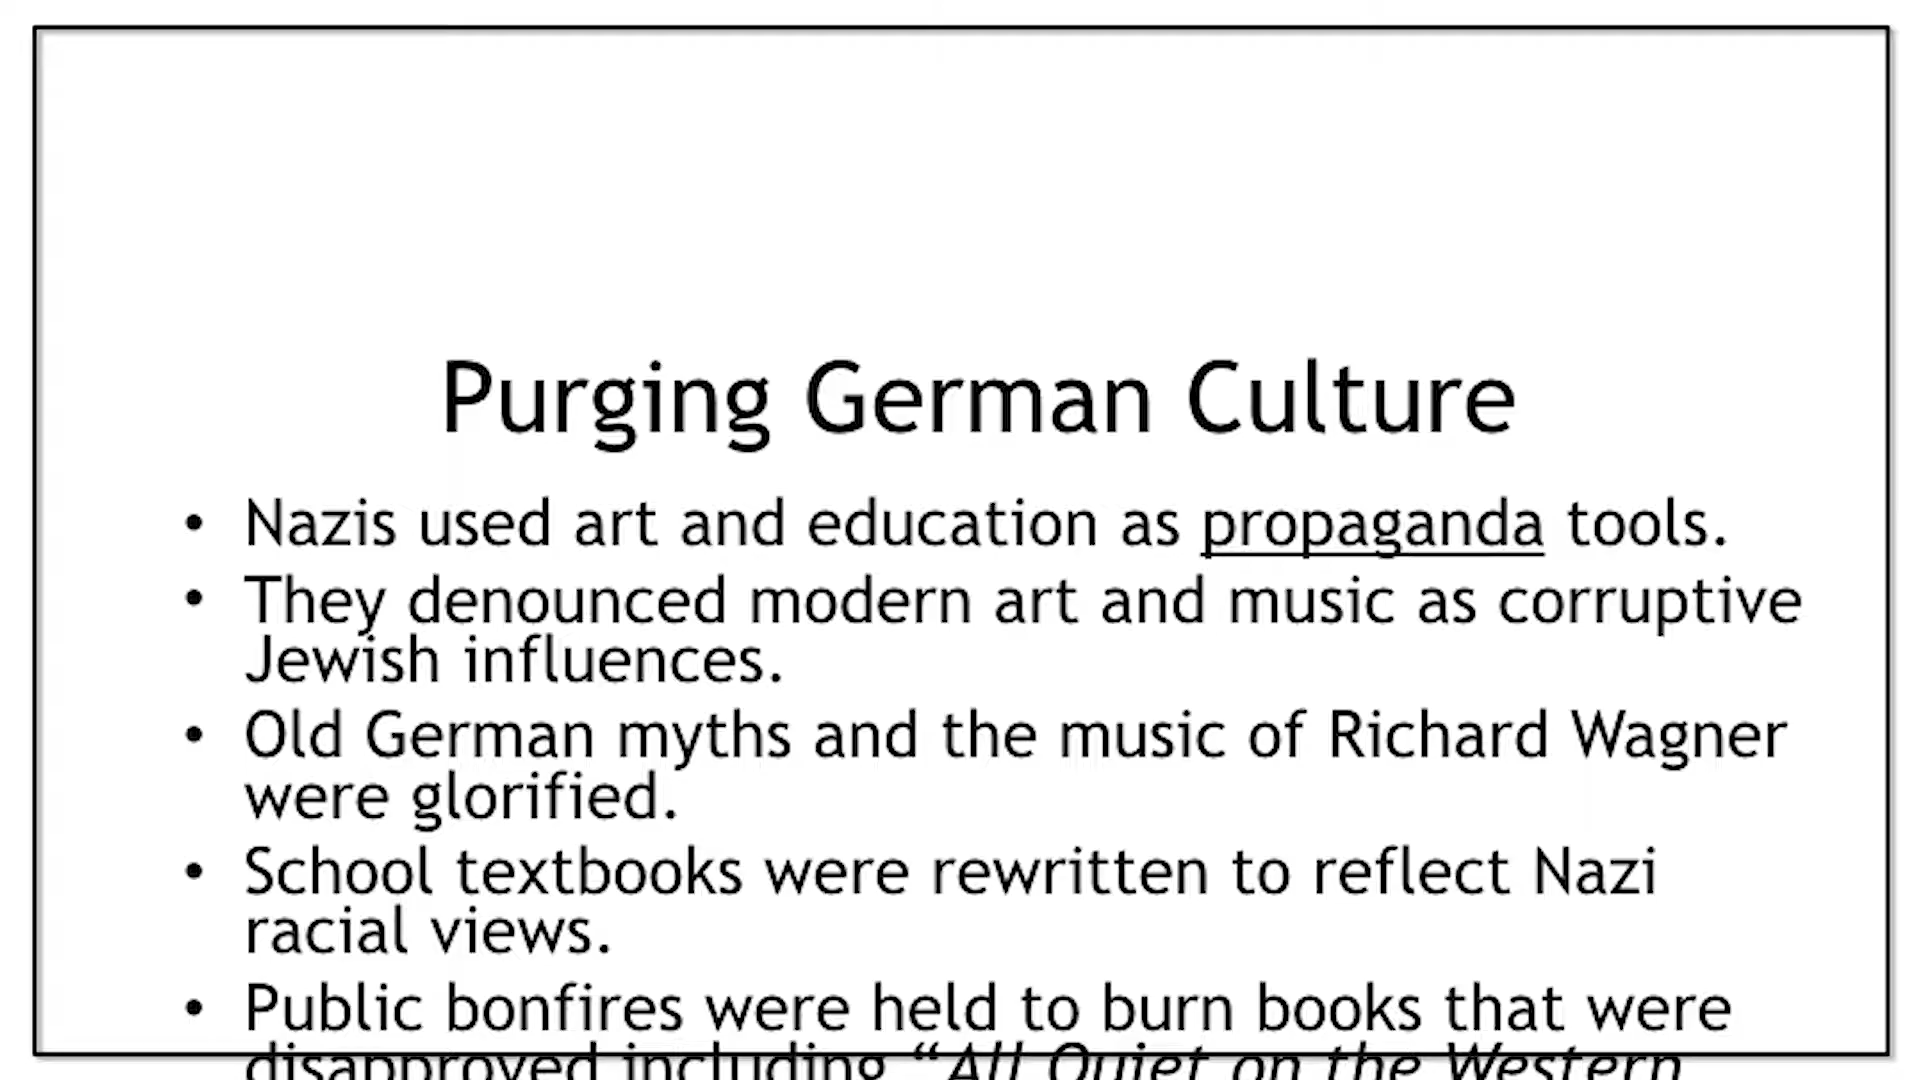 Purging German Culture
• Nazis used art and education as propaganda tools.
• They denounced modern art and music as corruptive
Jewish influences.
• Old German myths and the music of Richard Wagner
were glorified.
• School textbooks were rewritten to reflect Nazi
racial views.
• Public bonfires were held to burn books that were
disapproved including “All Quiet on the Western